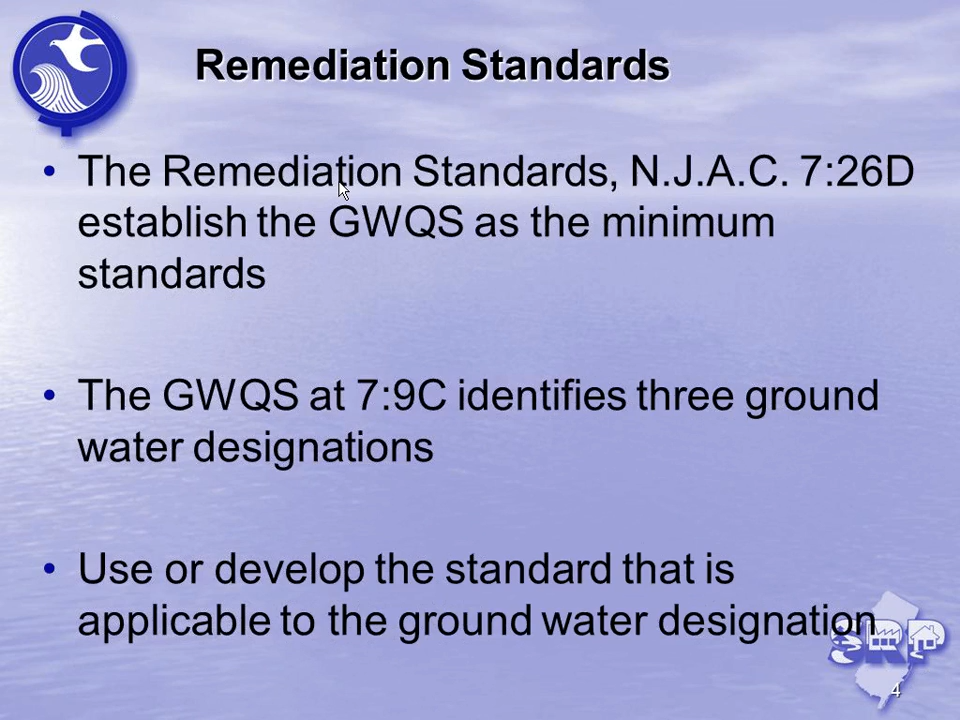 Remediation Standards
• The Remediation Standards, N.J.A.C. 7:26D
establish the GWQS as the minimum
standards
• The GWQS at 7:9C identifies three ground
water designations
• Use or develop the standard that is
applicable to the ground water designation
SRP
4